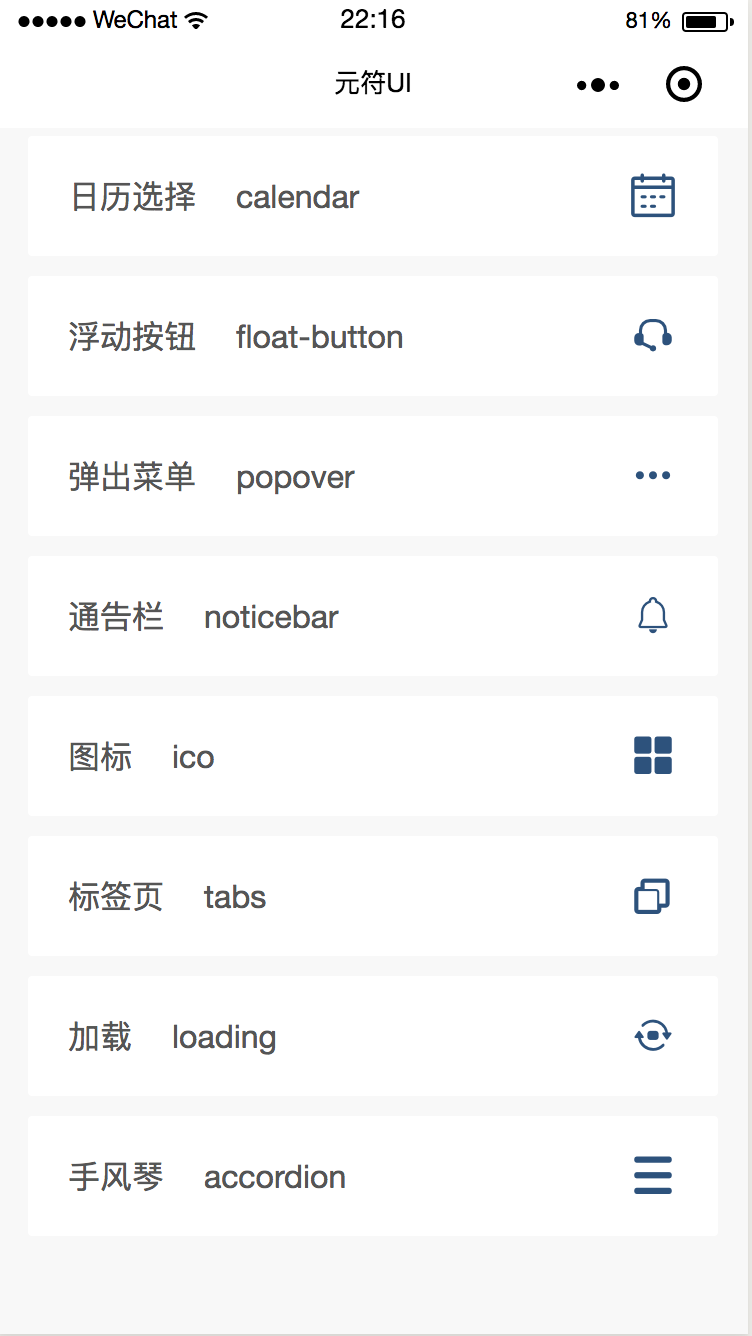 WeChat 22:16 81%
元符UI
日历选择 calendar
浮动按钮 float-button
弹出菜单 popover
通告栏 noticebar
图标 ico
标签页 tabs
加载 loading
手风琴 accordion